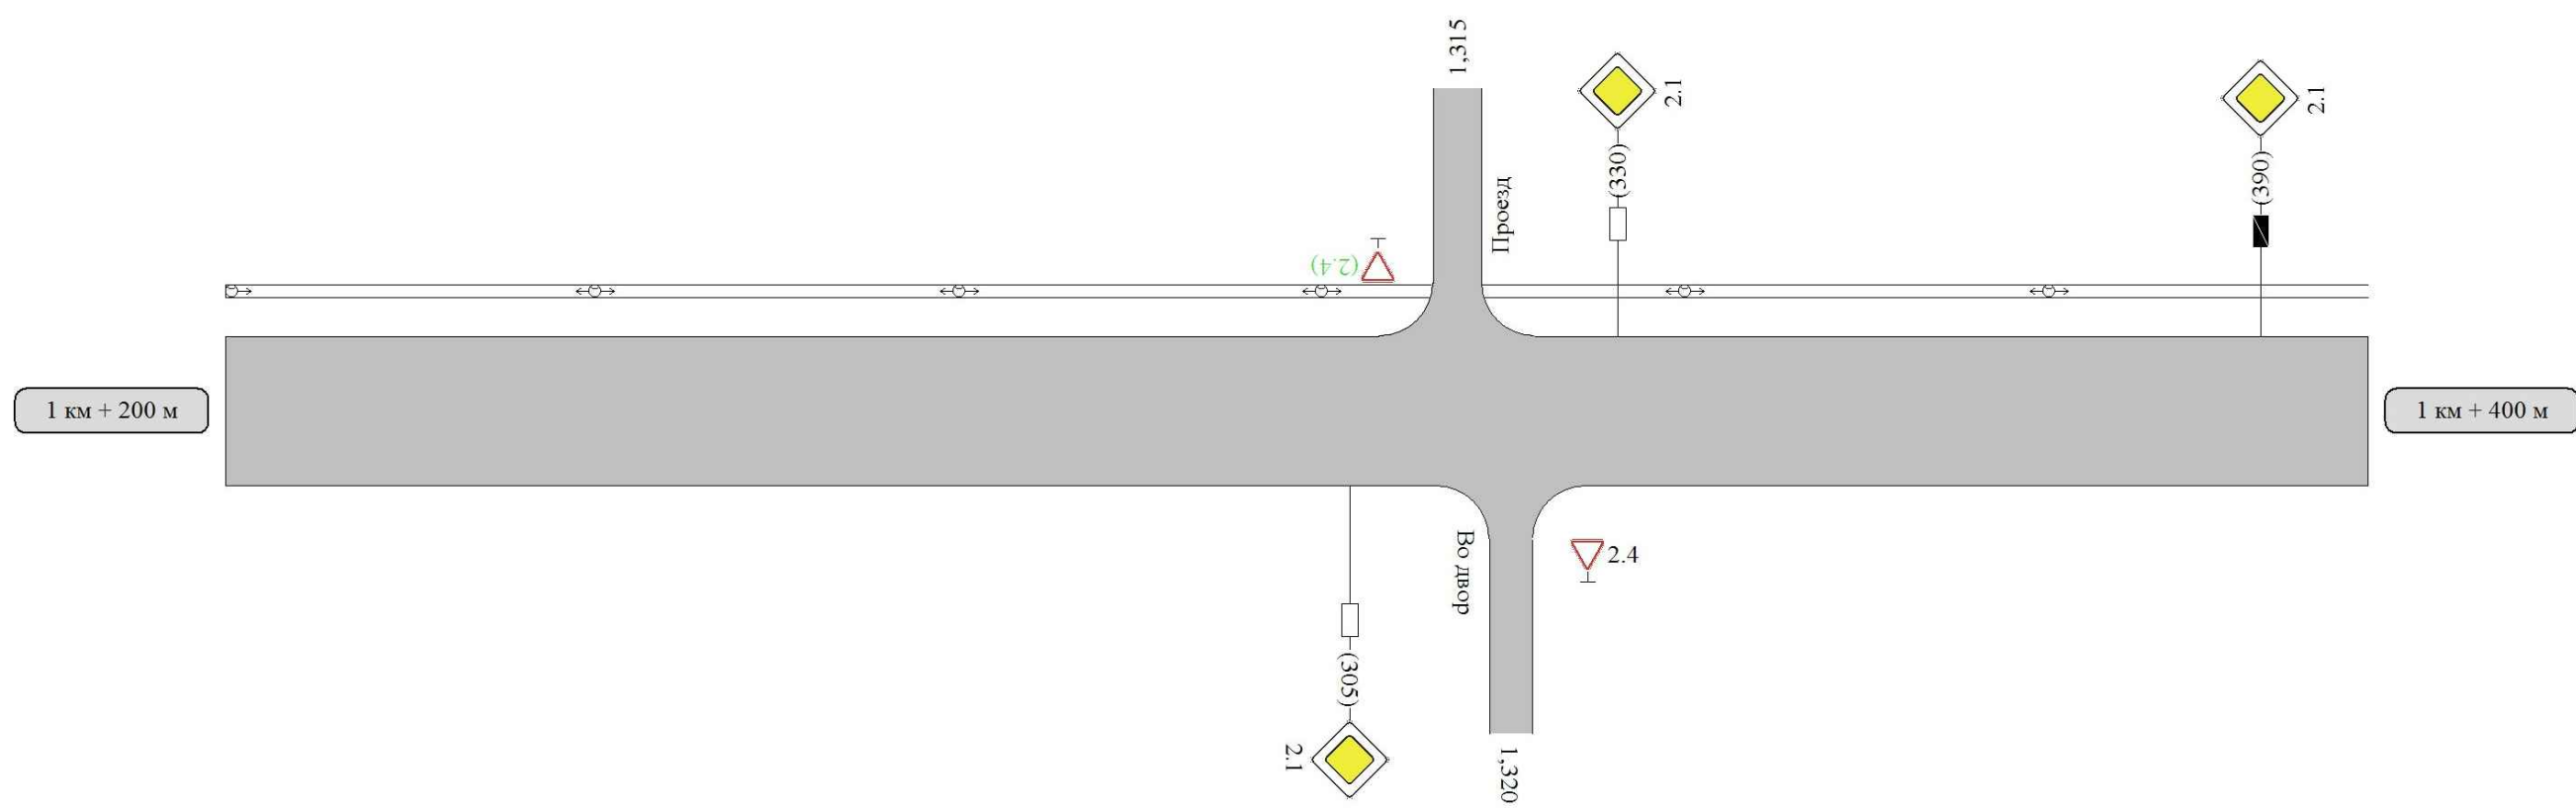 1,315
2.1
2.1
(330)
(390)
Проезд
(2.4)
1 км + 200 м
1 км + 400 м
Во двор
2.4
(305)
2.1
1,320